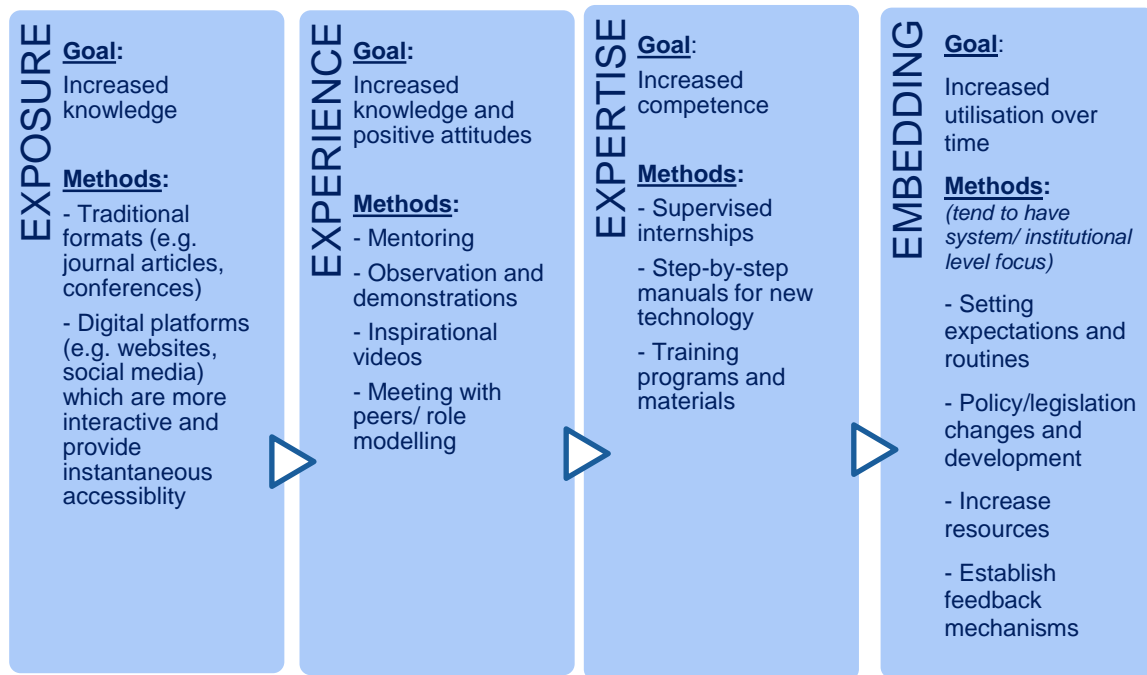 EXPOSURE
Goal:
Increased
knowledge
Methods:
- Traditional
formats (e.g.
journal articles,
conferences)
- Digital platforms
(e.g. websites,
social media)
which are more
interactive and
provide
instantaneous
accessiblity
EXPERIENCE
Goal:
Increased
knowledge and
positive attitudes
Methods:
- Mentoring
- Observation and
demonstrations
- Inspirational
videos
- Meeting with
peers/ role
modelling
EXPERTISE
Goal:
Increased
competence
Methods:
- Supervised
internships
- Step-by-step
manuals for new
technology
- Training
programs and
materials
EMBEDDING
Goal:
Increased
utilisation over
time
Methods:
(tend to have
system/ institutional
level focus)
- Setting
expectations and
routines
- Policy/legislation
changes and
development
- Increase
resources
- Establish
feedback
mechanisms